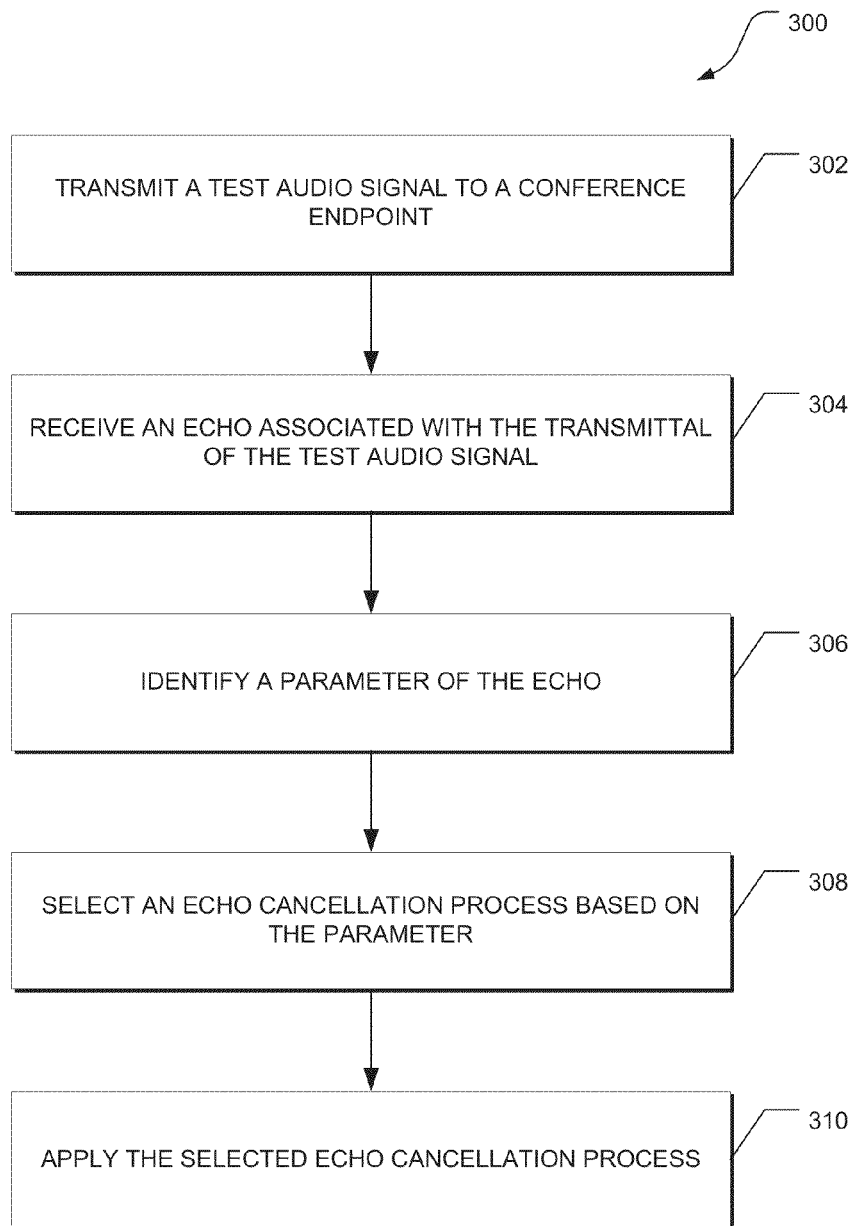 300
TRANSMIT A TEST AUDIO SIGNAL TO A CONFERENCE
ENDPOINT
302
RECEIVE AN ECHO ASSOCIATED WITH THE TRANSMITTAL
OF THE TEST AUDIO SIGNAL
304
IDENTIFY A PARAMETER OF THE ECHO
306
SELECT AN ECHO CANCELLATION PROCESS BASED ON
THE PARAMETER
308
APPLY THE SELECTED ECHO CANCELLATION PROCESS
310